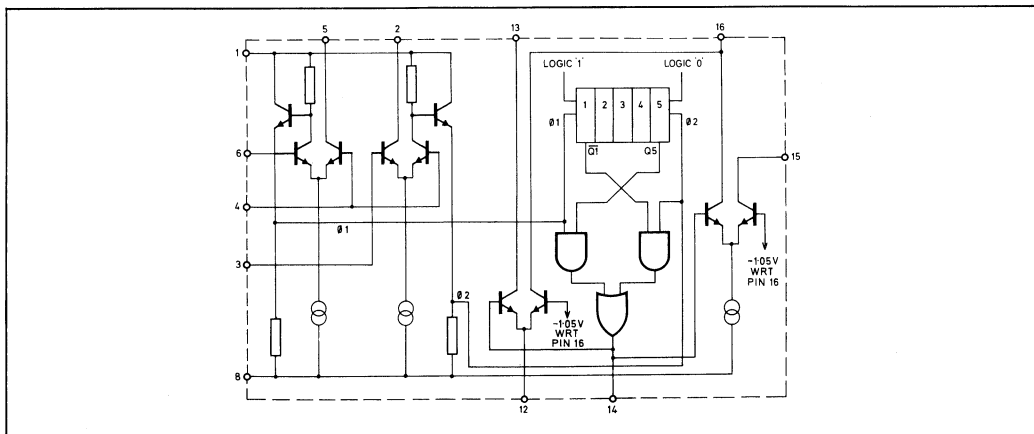 5 2 13 16
1
LOGIC '1' LOGIC '0'
1 2 3 4 5
Ø1 Ø2
Q̅1 Q5
6
15
4
Ø1
3
Ø2
-1·05V
WRT
PIN 16
-1·05V
WRT
PIN 16
8
12 14